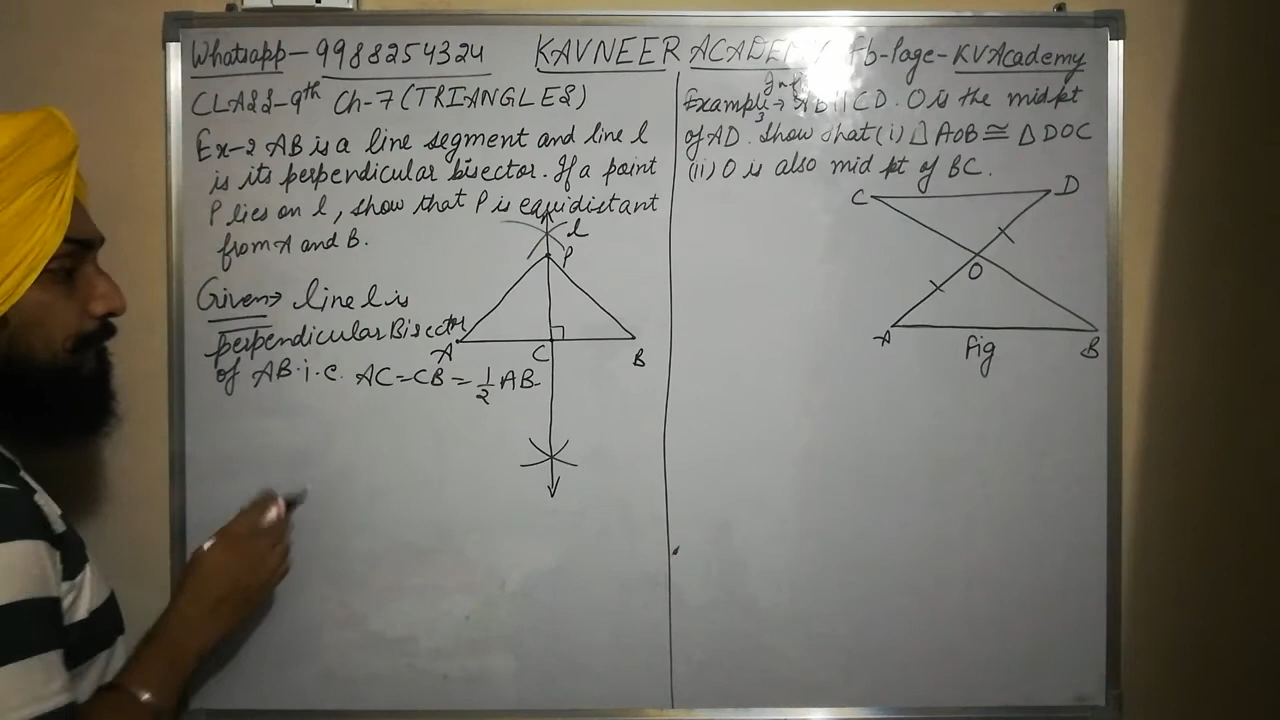 Whatsapp-9988254324 KAVNEER ACADEMY Fb-Page-KVAcademy
CLASS-9th Ch-7 (TRIANGLES)
Ex-2 AB is a line segment and line l
is its perpendicular bisector. If a point
P lies on l, show that P is equidistant
from A and B.
l
P
A
C
B
Given→ line l is
perpendicular Bisector
of AB. i.e. AC=CB = 1/2 AB
Example 3→ AB || CD. O is the mid pt
of AD. Show that (i) △ AOB ≅ △ DOC
(ii) O is also mid pt of BC.
C
D
O
A
B
Fig